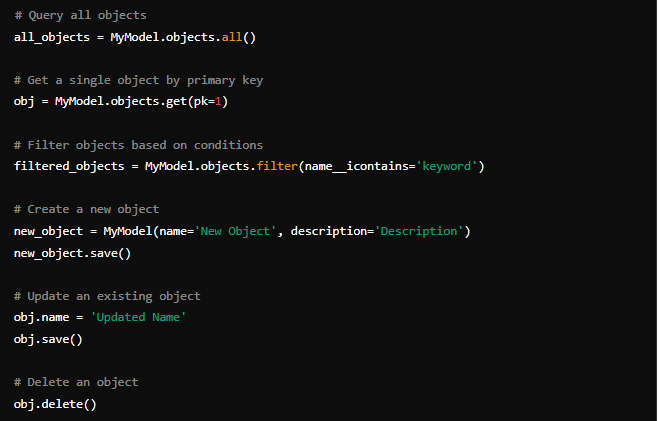 # Query all objects
all_objects = MyModel.objects.all()
# Get a single object by primary key
obj = MyModel.objects.get(pk=1)
# Filter objects based on conditions
filtered_objects = MyModel.objects.filter(name__icontains='keyword')
# Create a new object
new_object = MyModel(name='New Object', description='Description')
new_object.save()
# Update an existing object
obj.name = 'Updated Name'
obj.save()
# Delete an object
obj.delete()